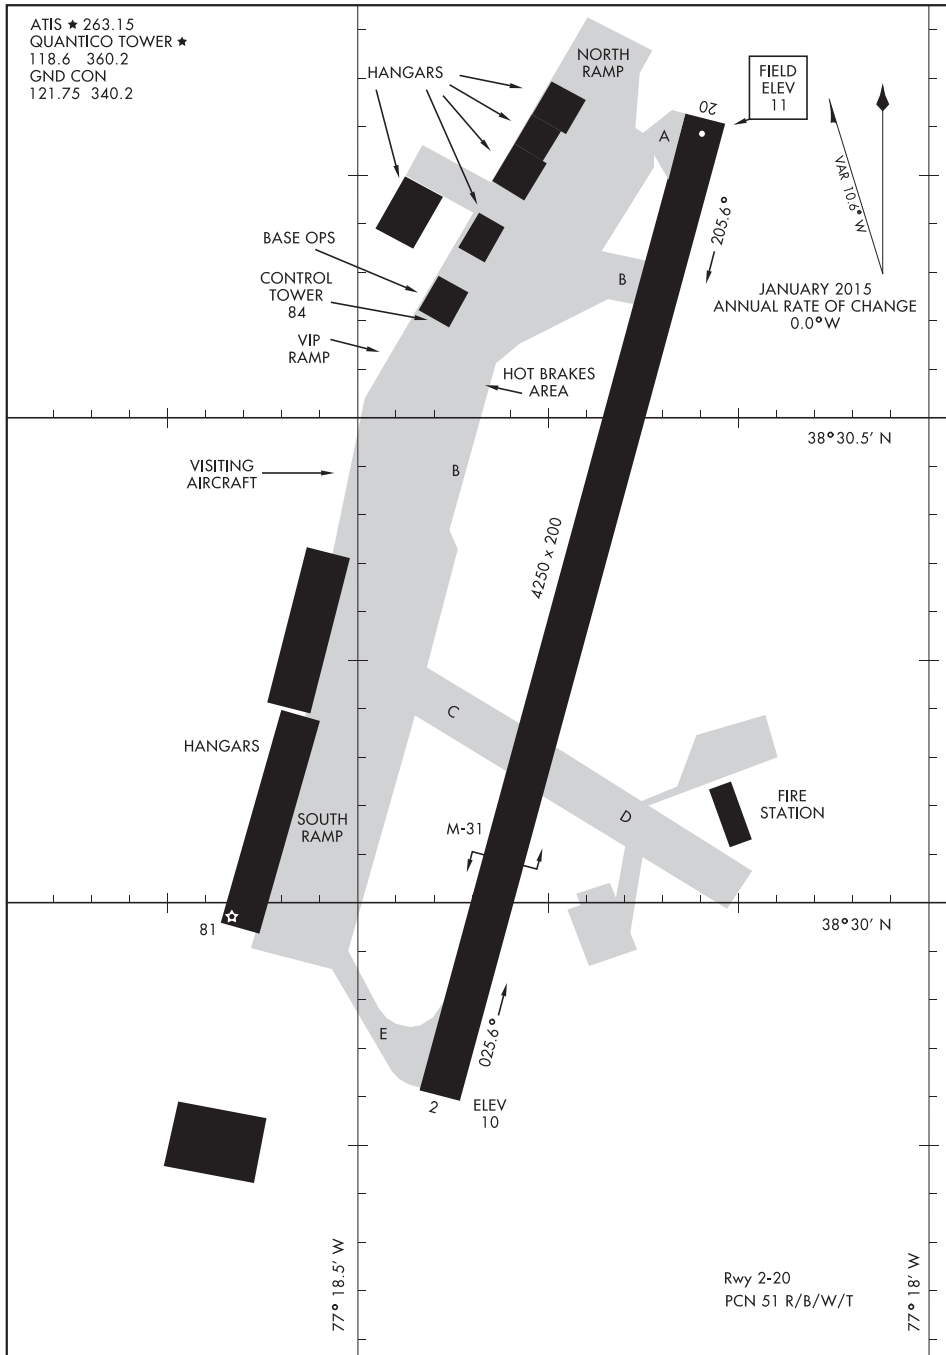 ATIS ★ 263.15
QUANTICO TOWER ★
118.6 360.2
GND CON
121.75 340.2
HANGARS
NORTH
RAMP
FIELD
ELEV
11
20
A
VAR 10.6° W
205.6°
BASE OPS
CONTROL
TOWER
84
B
JANUARY 2015
ANNUAL RATE OF CHANGE
0.0° W
VIP
RAMP
HOT BRAKES
AREA
38° 30.5' N
VISITING
AIRCRAFT
B
4250 x 200
C
HANGARS
SOUTH
RAMP
M-31
D
FIRE
STATION
81
38° 30' N
E
025.6°
2
ELEV
10
77° 18.5' W
77° 18' W
Rwy 2-20
PCN 51 R/B/W/T